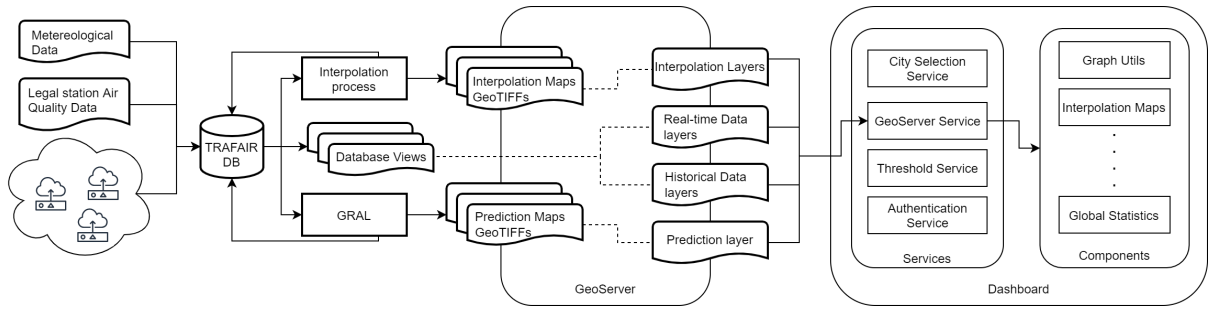 Metereological
Data
Legal station Air
Quality Data
TRAFAIR
DB
Interpolation
process
Database Views
GRAL
Interpolation Maps
GeoTIFFs
Prediction Maps
GeoTIFFs
Interpolation Layers
Real-time Data
layers
Historical Data
layers
Prediction layer
GeoServer
City Selection
Service
GeoServer Service
Threshold Service
Authentication
Service
Services
Graph Utils
Interpolation Maps
Global Statistics
Components
Dashboard